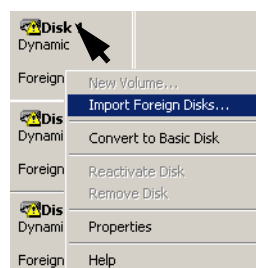 Disk
Dynamic
Foreign
New Volume...
Import Foreign Disks...
Dis
Dynami
Convert to Basic Disk
Foreign
Reactivate Disk
Remove Disk
Dis
Dynami
Properties
Foreign
Help